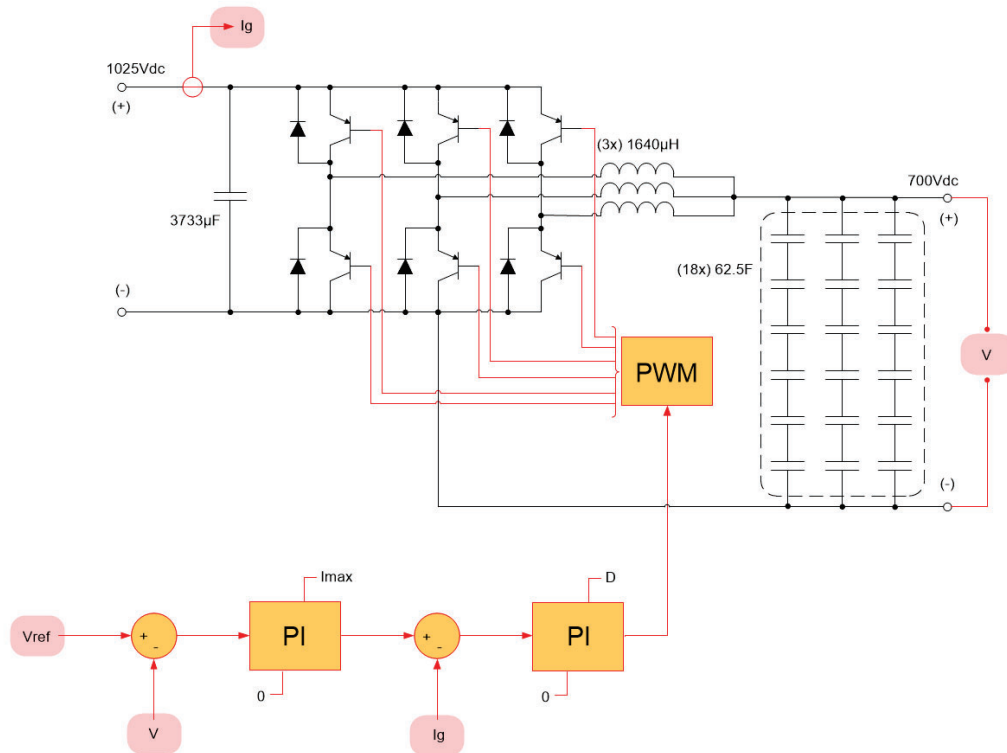 Ig
1025Vdc
(+)
(3x) 1640µH
700Vdc
(+)
3733µF
(18x) 62.5F
(-)
V
PWM
(-)
Imax
D
Vref
+
-
PI
+
-
PI
0
0
V
Ig